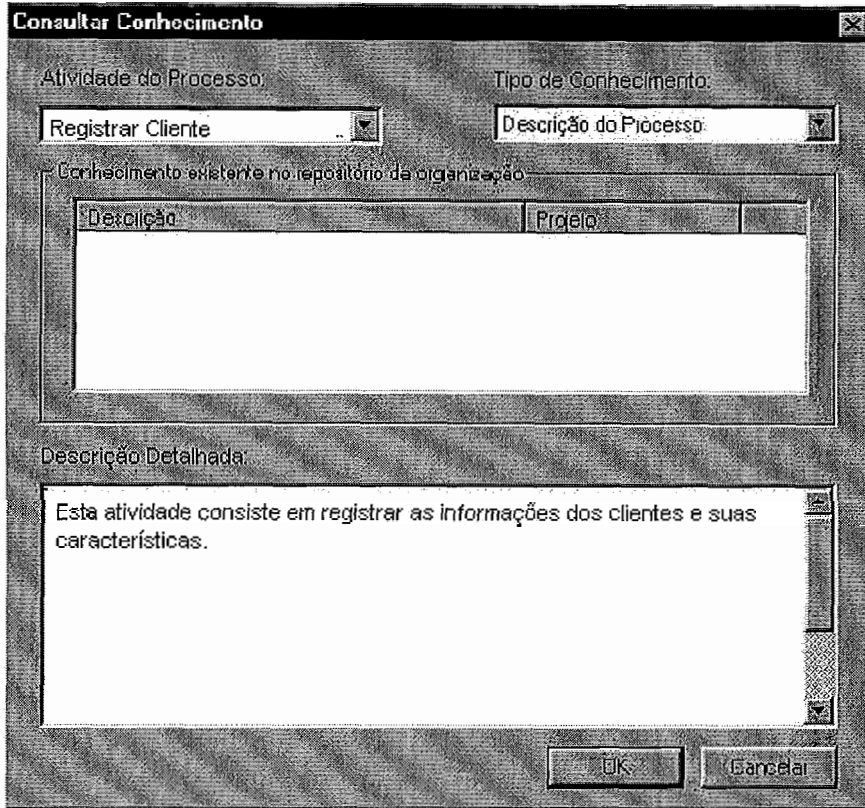 Consultar Conhecimento
Atividade do Processo: Tipo de Conhecimento:
Registrar Cliente Descrição do Processo
Conhecimento existente no repositório da organização
Descrição Projeto
Descrição Detalhada:
Esta atividade consiste em registrar as informações dos clientes e suas
características.
OK Cancelar